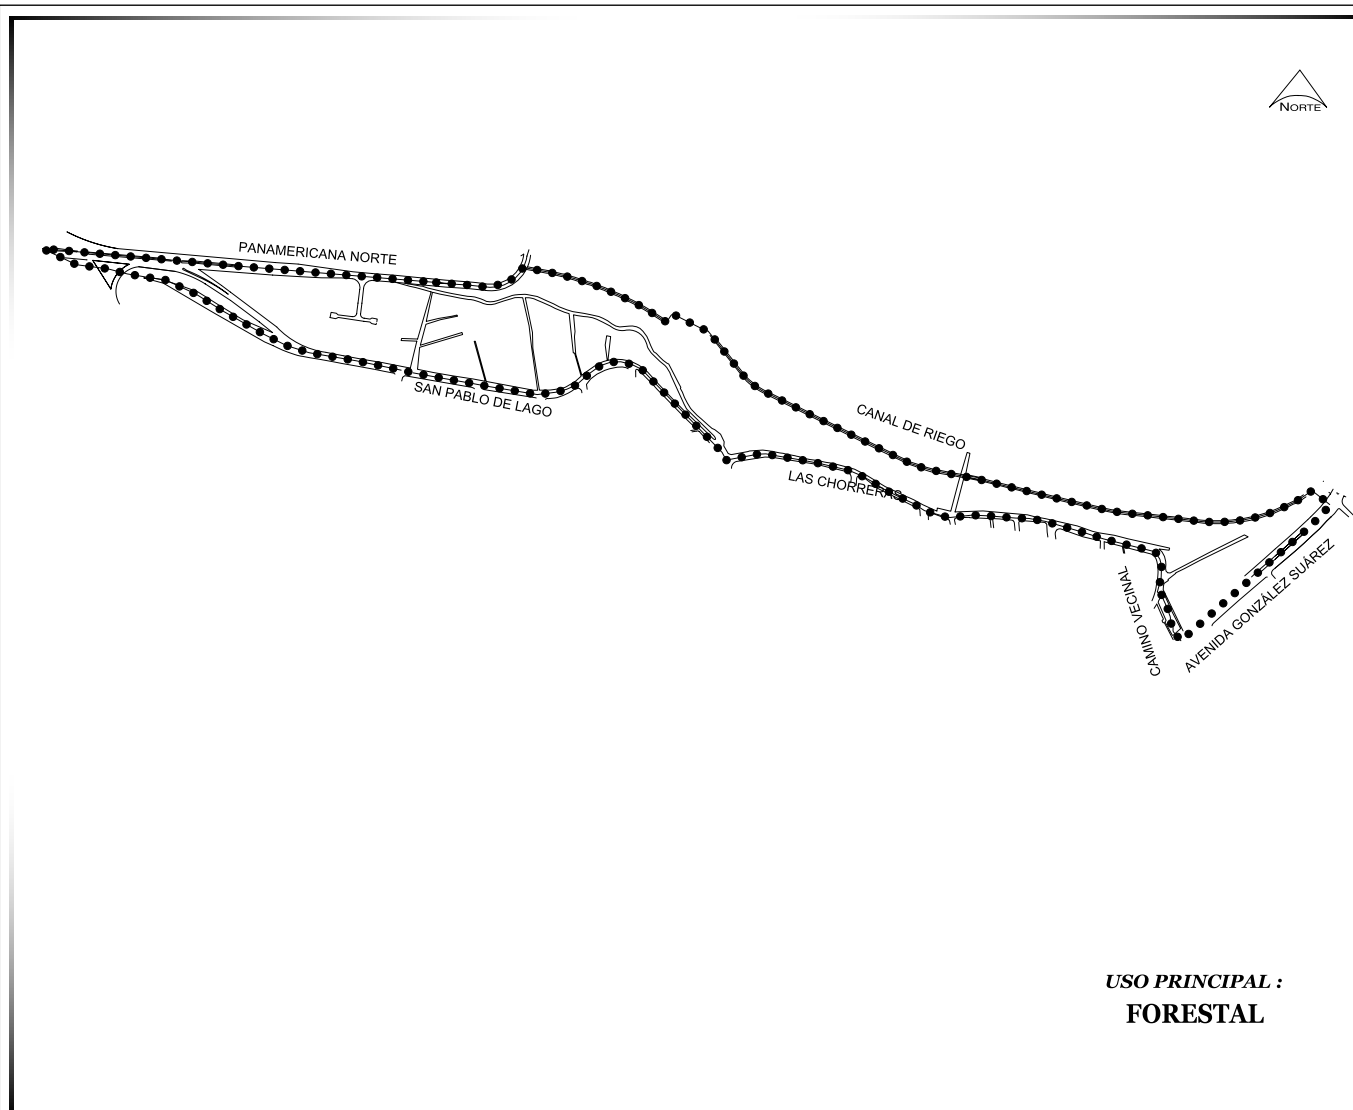 NORTE
PANAMERICANA NORTE
SAN PABLO DE LAGO
CANAL DE RIEGO
LAS CHORRERAS
CAMINO VECINAL
AVENIDA GONZÁLEZ SUÁREZ
USO PRINCIPAL :
FORESTAL